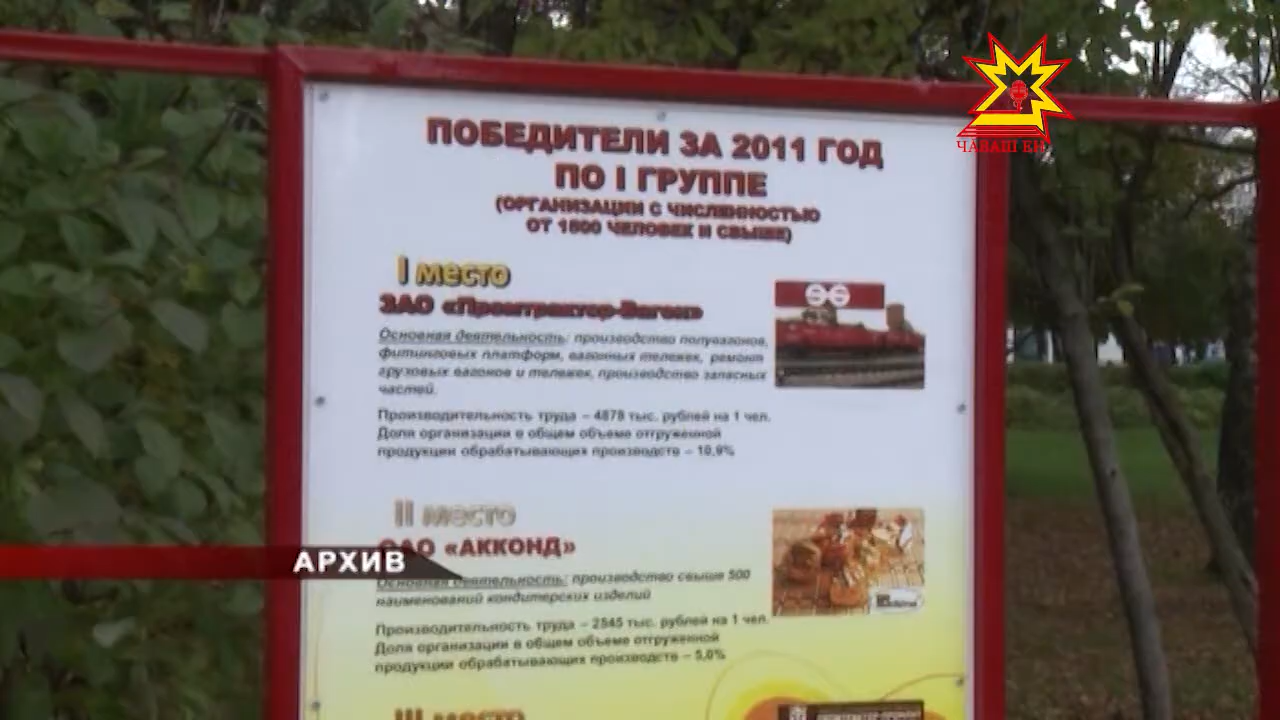 ЧӐВАШ ЕН
ПОБЕДИТЕЛИ ЗА 2011 ГОД
ПО I ГРУППЕ
(ОРГАНИЗАЦИИ С ЧИСЛЕННОСТЬЮ
ОТ 1500 ЧЕЛОВЕК И СВЫШЕ)
I место
ЗАО «Промтрактор-Вагон»
Основная деятельность: производство полувагонов,
фитинговых платформ, вагонных тележек, ремонт
грузовых вагонов и тележек, производство запасных
частей.
Производительность труда – 4878 тыс. рублей на 1 чел.
Доля организации в общем объеме отгруженной
продукции обрабатывающих производств – 10,9%
II место
ОАО «АККОНД»
АРХИВ
Основная деятельность: производство свыше 500
наименований кондитерских изделий
Производительность труда – 2545 тыс. рублей на 1 чел.
Доля организации в общем объеме отгруженной
продукции обрабатывающих производств – 5,0%
III место